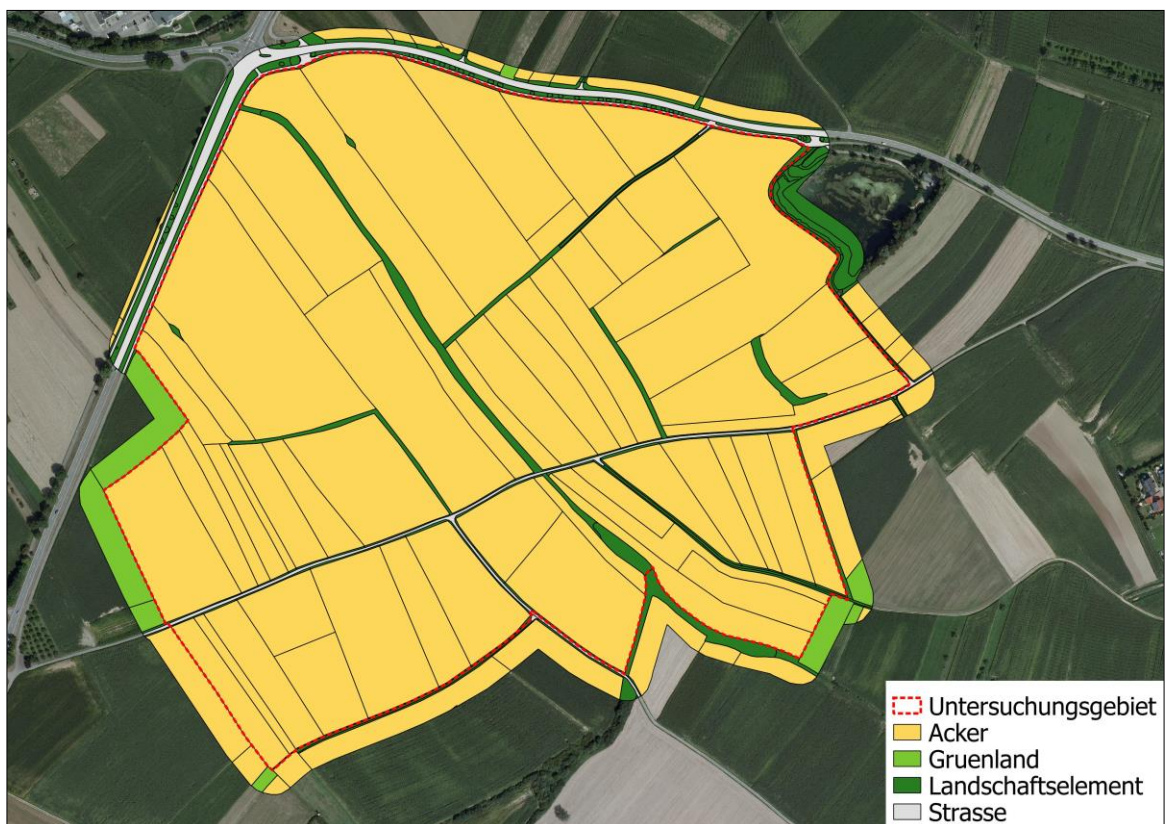 Untersuchungsgebiet
Acker
Gruenland
Landschaftselement
Strasse